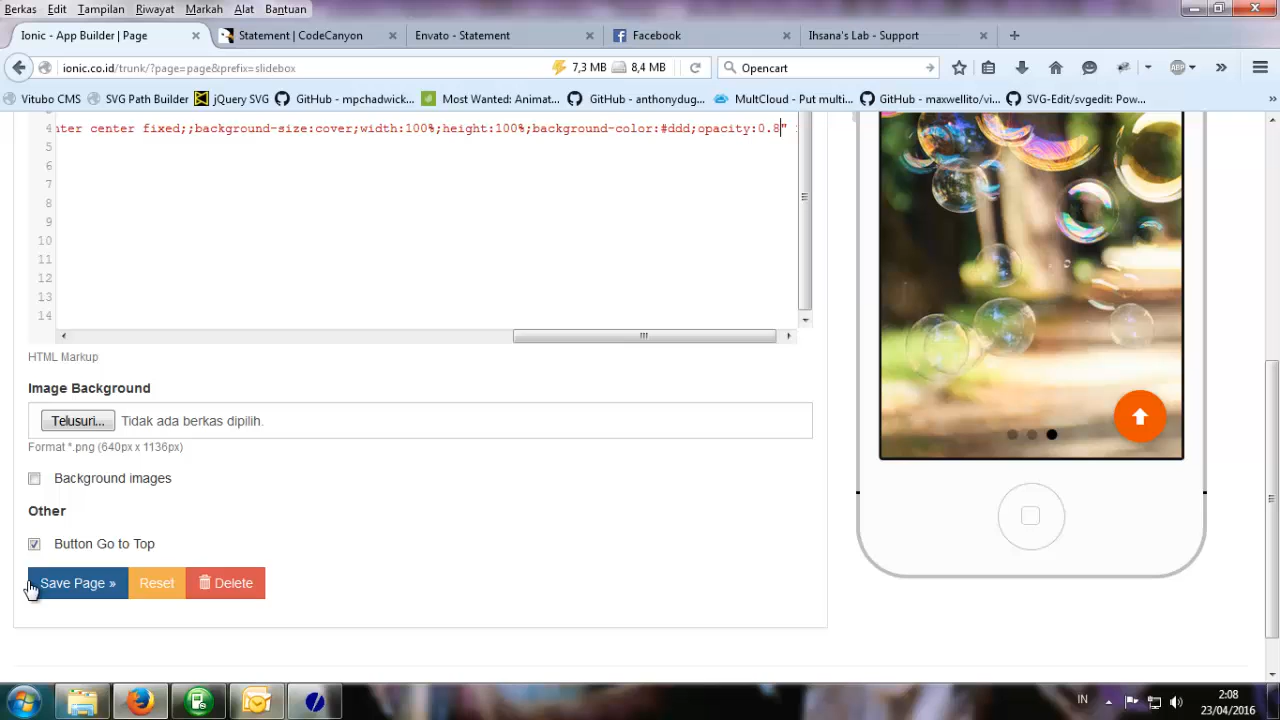 Berkas Edit Tampilan Riwayat Markah Alat Bantuan
Ionic - App Builder | Page × Statement | CodeCanyon × Envato - Statement × Facebook × Ihsana's Lab - Support ×
ionic.co.id/trunk/?page=page&prefix=slidebox 7,3 MB 8,4 MB Opencart
Vitubo CMS SVG Path Builder jQuery SVG GitHub - mpchadwick,... Most Wanted: Animat... GitHub - anthonydug... MultCloud - Put multi... GitHub - maxwellito/vi... SVG-Edit/svgedit: Pow...
4 nter center fixed;;background-size:cover;width:100%;height:100%;background-color:#ddd;opacity:0.8"
5
6
7
8
9
10
11
12
13
14
HTML Markup
Image Background
Telusuri... Tidak ada berkas dipilih.
Format *.png (640px x 1136px)
Background images
Other
Button Go to Top
Save Page » Reset Delete
IN 2:08
23/04/2016